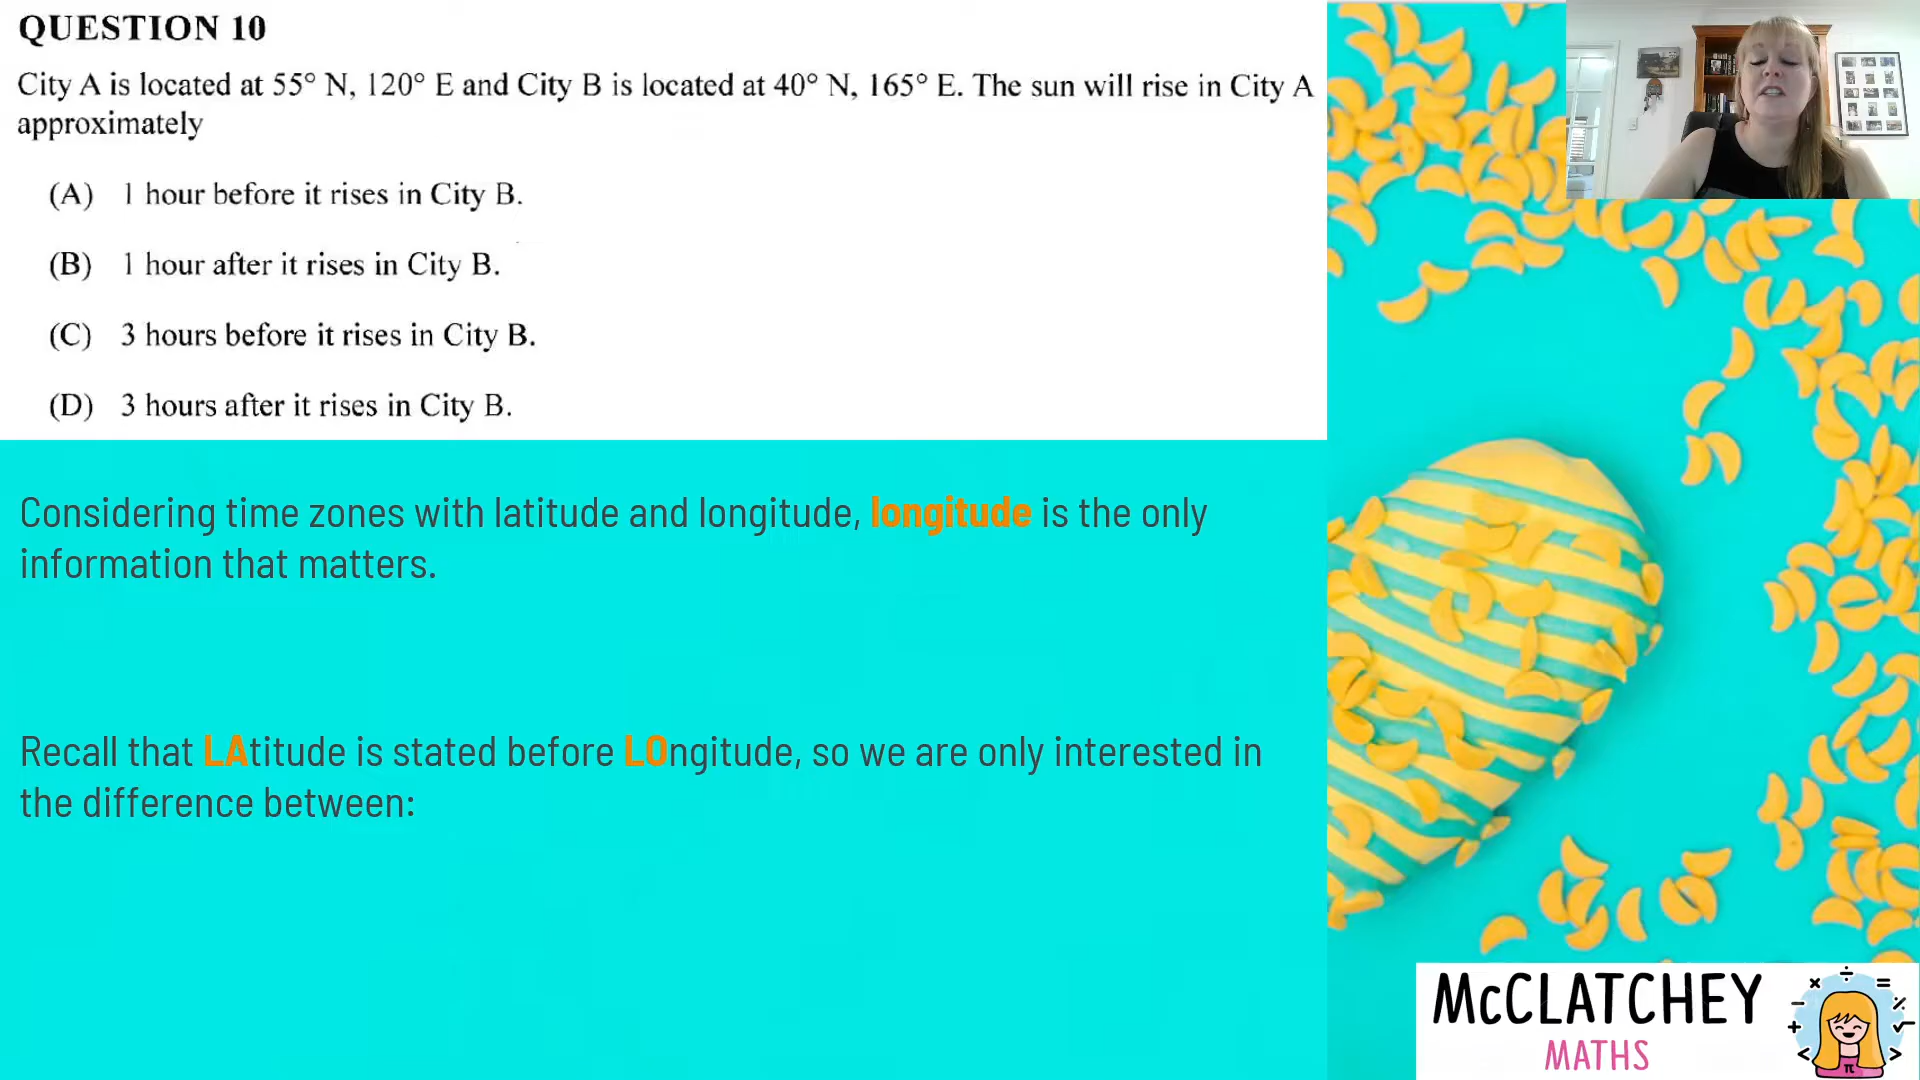 QUESTION 10
City A is located at 55° N, 120° E and City B is located at 40° N, 165° E. The sun will rise in City A
approximately
(A) 1 hour before it rises in City B.
(B) 1 hour after it rises in City B.
(C) 3 hours before it rises in City B.
(D) 3 hours after it rises in City B.
Considering time zones with latitude and longitude, longitude is the only
information that matters.
Recall that LAtitude is stated before LOngitude, so we are only interested in
the difference between:
McCLATCHEY
MATHS